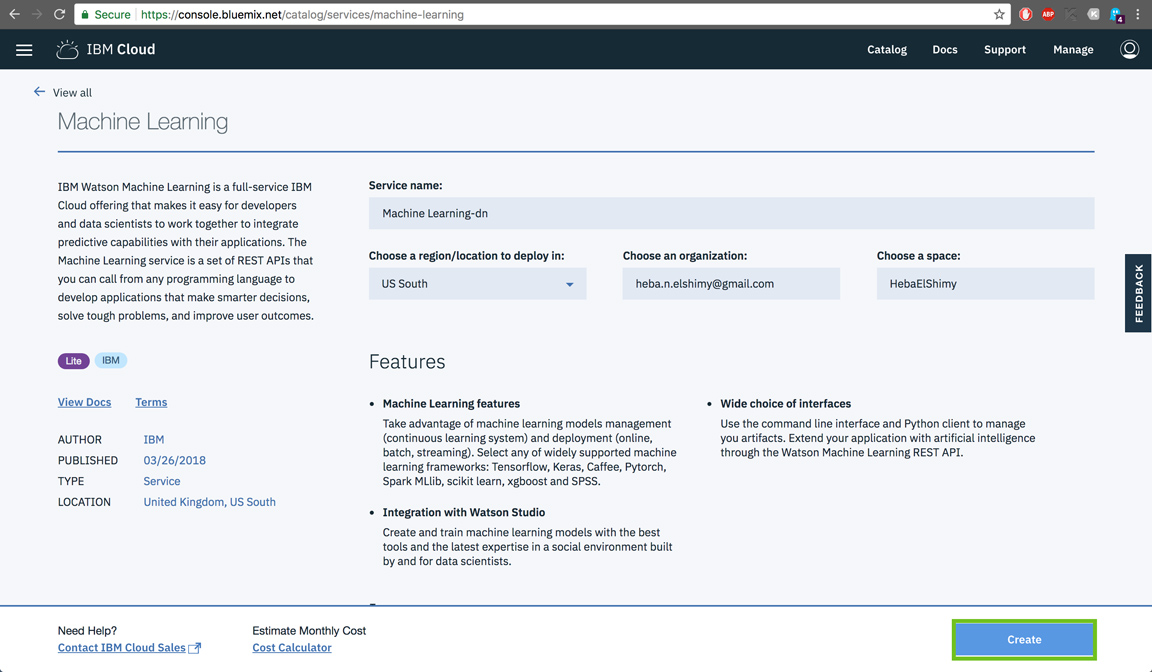 Secure https://console.bluemix.net/catalog/services/machine-learning
ABP
K
4
IBM Cloud
Catalog Docs Support Manage
View all
Machine Learning
IBM Watson Machine Learning is a full-service IBM
Cloud offering that makes it easy for developers
and data scientists to work together to integrate
predictive capabilities with their applications. The
Machine Learning service is a set of REST APIs that
you can call from any programming language to
develop applications that make smarter decisions,
solve tough problems, and improve user outcomes.
Lite IBM
View Docs Terms
AUTHOR IBM
PUBLISHED 03/26/2018
TYPE Service
LOCATION United Kingdom, US South
Service name:
Machine Learning-dn
Choose a region/location to deploy in: Choose an organization: Choose a space:
US South heba.n.elshimy@gmail.com HebaElShimy
Features
• Machine Learning features
Take advantage of machine learning models management
(continuous learning system) and deployment (online,
batch, streaming). Select any of widely supported machine
learning frameworks: Tensorflow, Keras, Caffee, Pytorch,
Spark MLlib, scikit learn, xgboost and SPSS.
• Integration with Watson Studio
Create and train machine learning models with the best
tools and the latest expertise in a social environment built
by and for data scientists.
• Wide choice of interfaces
Use the command line interface and Python client to manage
you artifacts. Extend your application with artificial intelligence
through the Watson Machine Learning REST API.
FEEDBACK
Need Help?
Contact IBM Cloud Sales
Estimate Monthly Cost
Cost Calculator
Create